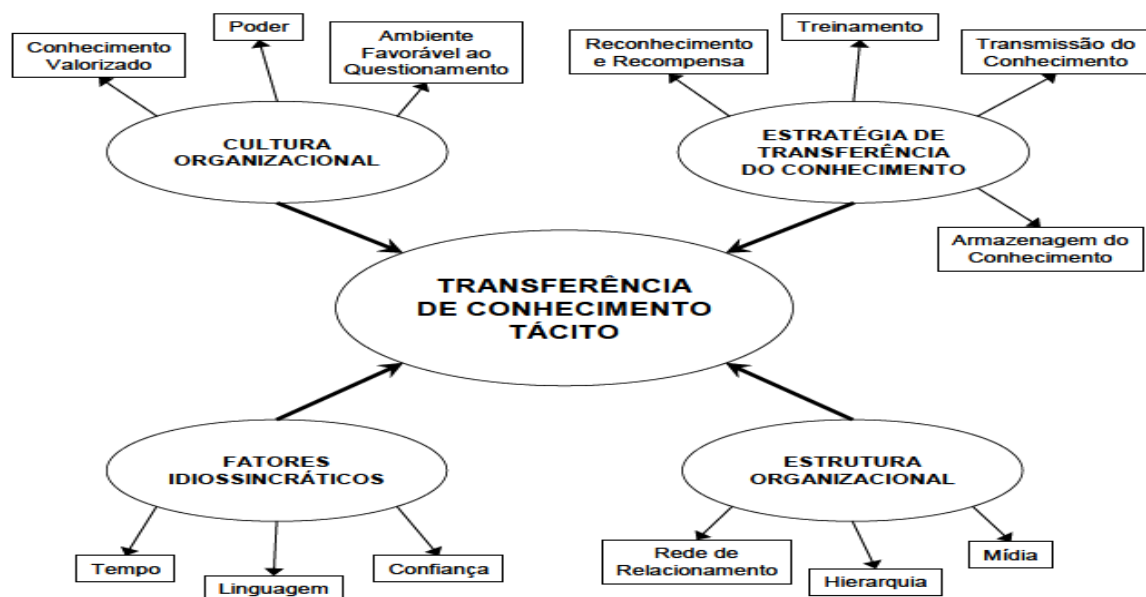 Conhecimento
Valorizado
Poder
Ambiente
Favorável ao
Questionamento
Reconhecimento
e Recompensa
Treinamento
Transmissão do
Conhecimento
CULTURA
ORGANIZACIONAL
ESTRATÉGIA DE
TRANSFERÊNCIA
DO CONHECIMENTO
Armazenagem do
Conhecimento
TRANSFERÊNCIA
DE CONHECIMENTO
TÁCITO
FATORES
IDIOSSINCRÁTICOS
ESTRUTURA
ORGANIZACIONAL
Tempo
Linguagem
Confiança
Rede de
Relacionamento
Hierarquia
Mídia